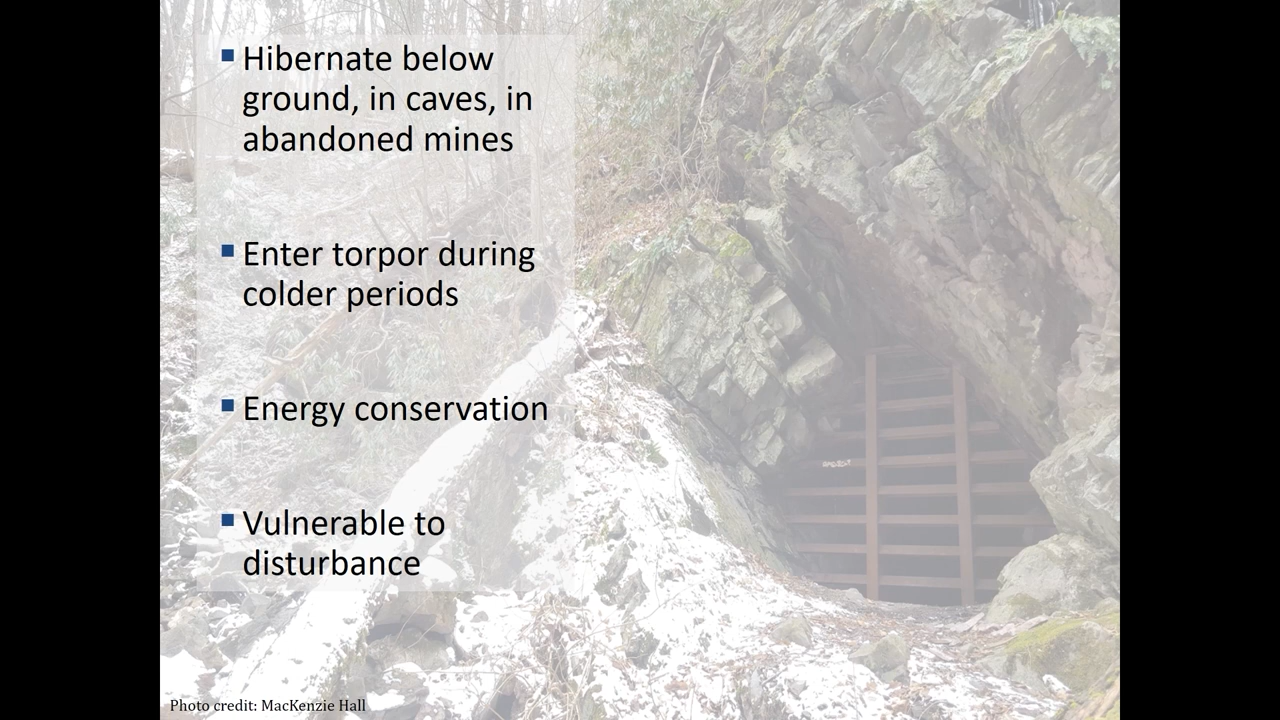 ▪ Hibernate below
ground, in caves, in
abandoned mines
▪ Enter torpor during
colder periods
▪ Energy conservation
▪ Vulnerable to
disturbance
Photo credit: MacKenzie Hall